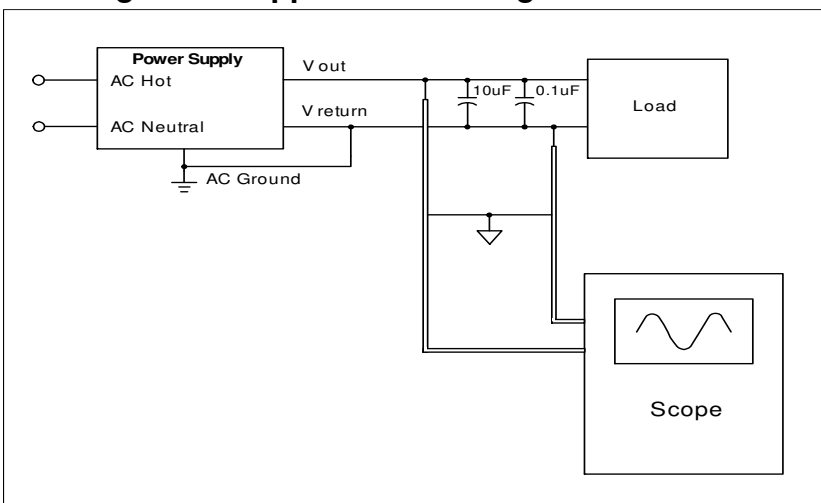 Power Supply
V out
AC Hot
10uF
0.1uF
Load
V return
AC Neutral
AC Ground
Scope